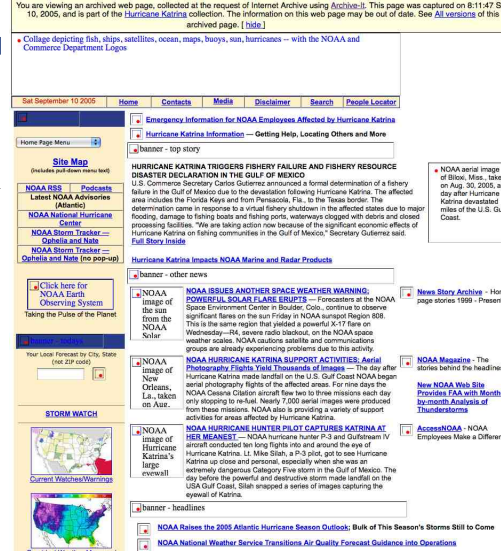 You are viewing an archived web page, collected at the request of Internet Archive using Archive-It. This page was captured on 8:11:47 S
10, 2005, and is part of the Hurricane Katrina collection. The information on this web page may be out of date. See All versions of this
archived page. [ hide ]
Collage depicting fish, ships, satellites, ocean, maps, buoys, sun, hurricanes -- with the NOAA and
Commerce Department Logos
Sat September 10 2005 Home Contacts Media Disclaimer Search People Locator
Emergency Information for NOAA Employees Affected by Hurricane Katrina
Hurricane Katrina Information — Getting Help, Locating Others and More
Home Page Menu
Site Map
(includes pull-down menu text)
NOAA RSS Podcasts
Latest NOAA Advisories
(Atlantic)
NOAA National Hurricane
Center
NOAA Storm Tracker —
Ophelia and Nate
NOAA Storm Tracker —
Ophelia and Nate (no pop-up)
Click here for
NOAA Earth
Observing System
Taking the Pulse of the Planet
banner - todays
Your Local Forecast by City, State
(not ZIP code)
STORM WATCH
Current Watches/Warnings
banner - top story
HURRICANE KATRINA TRIGGERS FISHERY FAILURE AND FISHERY RESOURCE
DISASTER DECLARATION IN THE GULF OF MEXICO
U.S. Commerce Secretary Carlos Gutierrez announced a formal determination of a fishery
failure in the Gulf of Mexico due to the devastation following Hurricane Katrina. The affected
area includes the Florida Keys and from Pensacola, Fla., to the Texas border. The
determination came in response to a virtual fishery shutdown in the affected states due to major
flooding, damage to fishing boats and fishing ports, waterways clogged with debris and closed
processing facilities. "We are taking action now because of the significant economic effects of
Hurricane Katrina on fishing communities in the Gulf of Mexico," Secretary Gutierrez said.
Full Story Inside
NOAA aerial image
of Biloxi, Miss., take
on Aug. 30, 2005, a
day after Hurricane
Katrina devastated
miles of the U.S. Gu
Coast.
Hurricane Katrina Impacts NOAA Marine and Radar Products
banner - other news
NOAA
image of
the sun
from the
NOAA
Solar
NOAA ISSUES ANOTHER SPACE WEATHER WARNING;
POWERFUL SOLAR FLARE ERUPTS — Forecasters at the NOAA
Space Environment Center in Boulder, Colo., continue to observe
significant flares on the sun Friday in NOAA sunspot Region 808.
This is the same region that yielded a powerful X-17 flare on
Wednesday—R4, severe radio blackout, on the NOAA space
weather scales. NOAA cautions satellite and communications
groups are already experiencing problems due to this activity.
News Story Archive - Hom
page stories 1999 - Present
NOAA
image of
New
Orleans,
La., taken
on Aug.
NOAA HURRICANE KATRINA SUPPORT ACTIVITIES; Aerial
Photography Flights Yield Thousands of Images — The day after
Hurricane Katrina made landfall on the U.S. Gulf Coast NOAA began
aerial photography flights of the affected areas. For nine days the
NOAA Cessna Citation aircraft flew two to three missions each day
only stopping to re-fuel. Nearly 7,000 aerial images were produced
from these missions. NOAA also is providing a variety of support
activities for areas affected by Hurricane Katrina.
NOAA Magazine - The
stories behind the headlines
New NOAA Web Site
Provides FAA with Month
by-month Analysis of
Thunderstorms
NOAA
image of
Hurricane
Katrina's
large
eyewall
NOAA HURRICANE HUNTER PILOT CAPTURES KATRINA AT
HER MEANEST — NOAA hurricane hunter P-3 and Gulfstream IV
aircraft conducted ten long flights into and around the eye of
Hurricane Katrina. Lt. Mike Silah, a P-3 pilot, got to see Hurricane
Katrina up close and personal, especially when she was an
extremely dangerous Category Five storm in the Gulf of Mexico. The
day before the powerful and destructive storm made landfall on the
USA Gulf Coast, Silah snapped a series of images capturing the
eyewall of Katrina.
AccessNOAA - NOAA
Employees Make a Differen
banner - headlines
NOAA Raises the 2005 Atlantic Hurricane Season Outlook; Bulk of This Season's Storms Still to Come
NOAA National Weather Service Transitions Air Quality Forecast Guidance into Operations